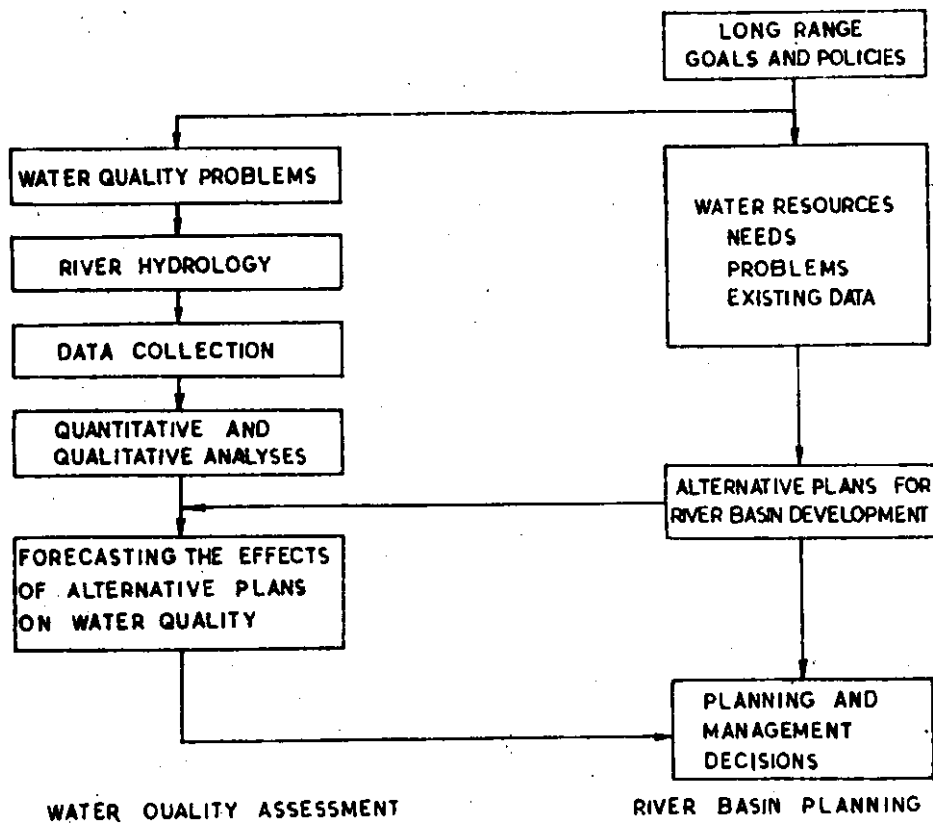 LONG RANGE
GOALS AND POLICIES
WATER QUALITY PROBLEMS
RIVER HYDROLOGY
DATA COLLECTION
QUANTITATIVE AND
QUALITATIVE ANALYSES
FORECASTING THE EFFECTS
OF ALTERNATIVE PLANS
ON WATER QUALITY
WATER RESOURCES
NEEDS
PROBLEMS
EXISTING DATA
ALTERNATIVE PLANS FOR
RIVER BASIN DEVELOPMENT
PLANNING AND
MANAGEMENT
DECISIONS
WATER QUALITY ASSESSMENT
RIVER BASIN PLANNING